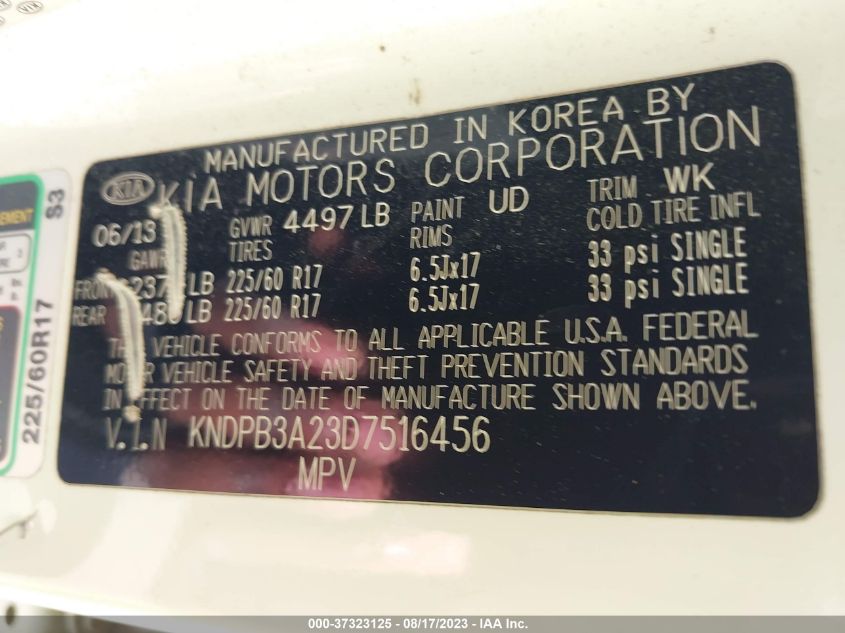 MANUFACTURED IN KOREA BY
KIA KIA MOTORS CORPORATION
06/13 GVWR 4497 LB PAINT UD TRIM WK
TIRES RIMS COLD TIRE INFL
LB 225/60 R17 6.5Jx17 33 psi SINGLE
REAR LB 225/60 R17 6.5Jx17 33 psi SINGLE
VEHICLE CONFORMS TO ALL APPLICABLE U.S.A. FEDERAL
VEHICLE SAFETY AND THEFT PREVENTION STANDARDS
IN EFFECT ON THE DATE OF MANUFACTURE SHOWN ABOVE.
V.I.N KNDPB3A23D7516456
MPV
S3
225/60R17
000-37323125 - 08/17/2023 - IAA Inc.